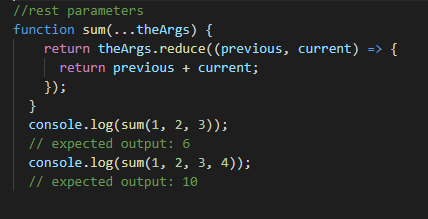 //rest parameters
function sum(...theArgs) {
    return theArgs.reduce((previous, current) => {
      return previous + current;
    });
  }
  console.log(sum(1, 2, 3));
  // expected output: 6
  console.log(sum(1, 2, 3, 4));
  // expected output: 10